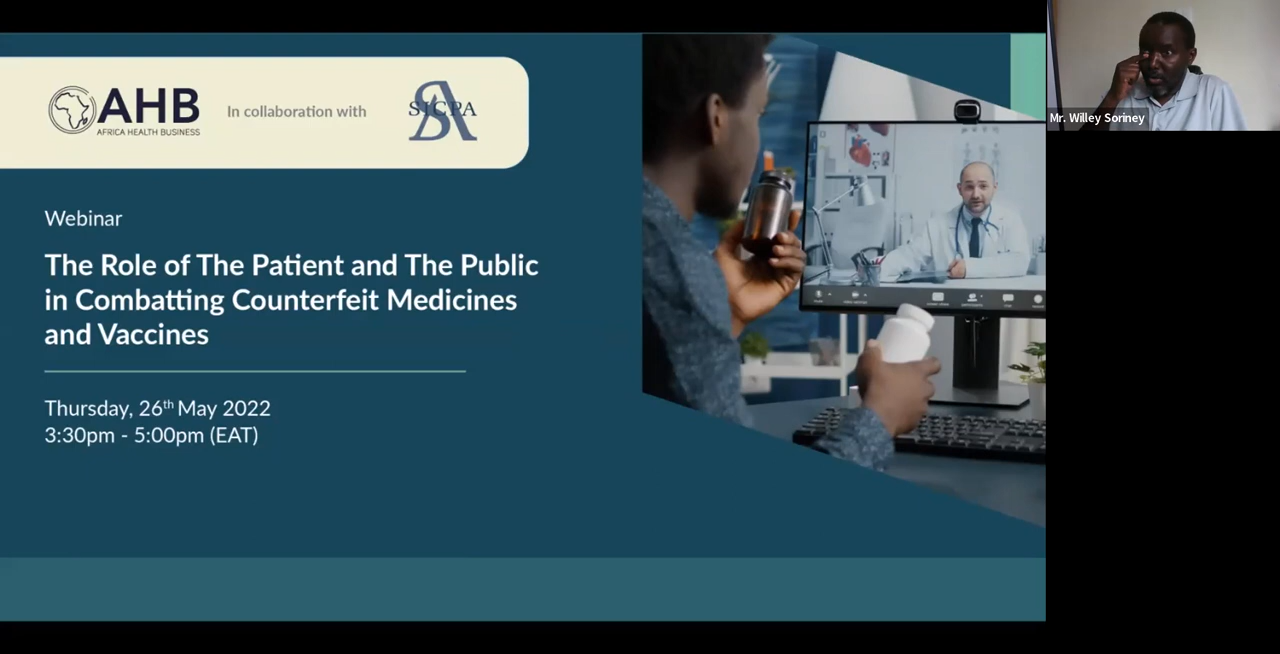 AHB
AFRICA HEALTH BUSINESS
In collaboration with
SICPA
Webinar
The Role of The Patient and The Public
in Combatting Counterfeit Medicines
and Vaccines
Thursday, 26th May 2022
3:30pm - 5:00pm (EAT)
Mr. Willey Soriney